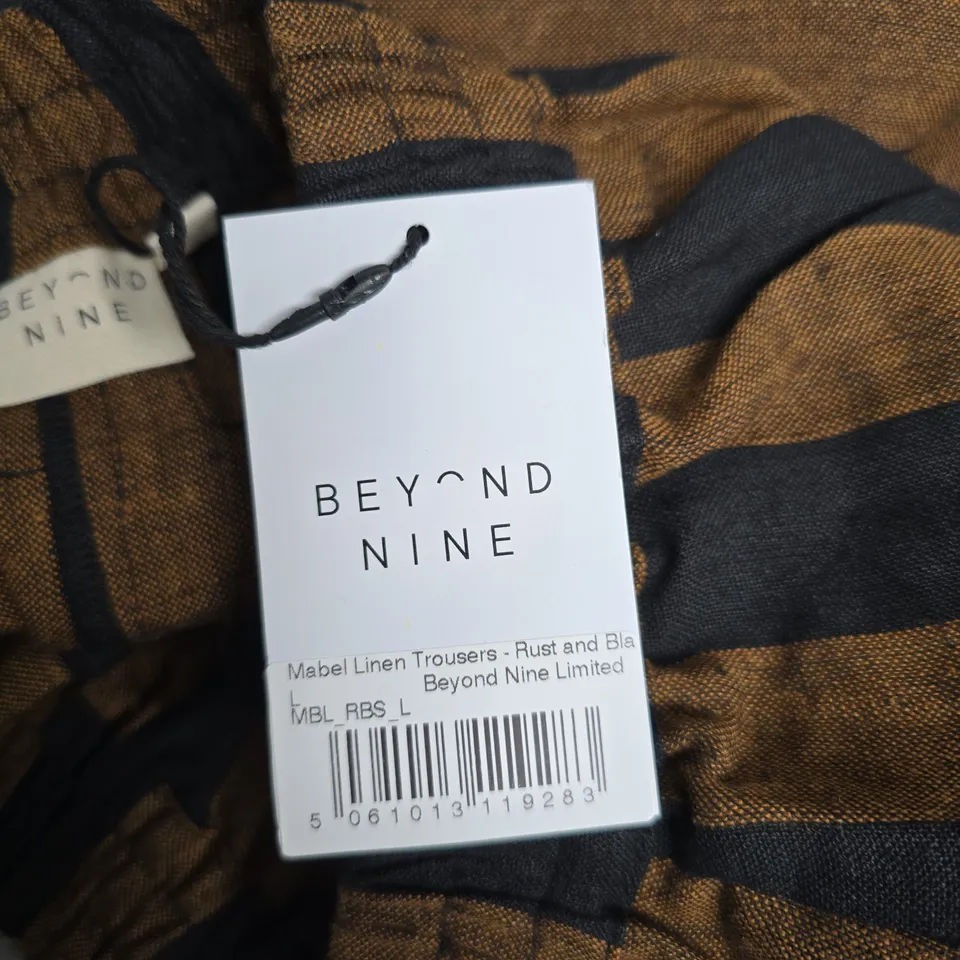 BEYOND
NINE
BEYOND
NINE
Mabel Linen Trousers - Rust and Bla
L
Beyond Nine Limited
MBL_RBS_L
5 061013 119283